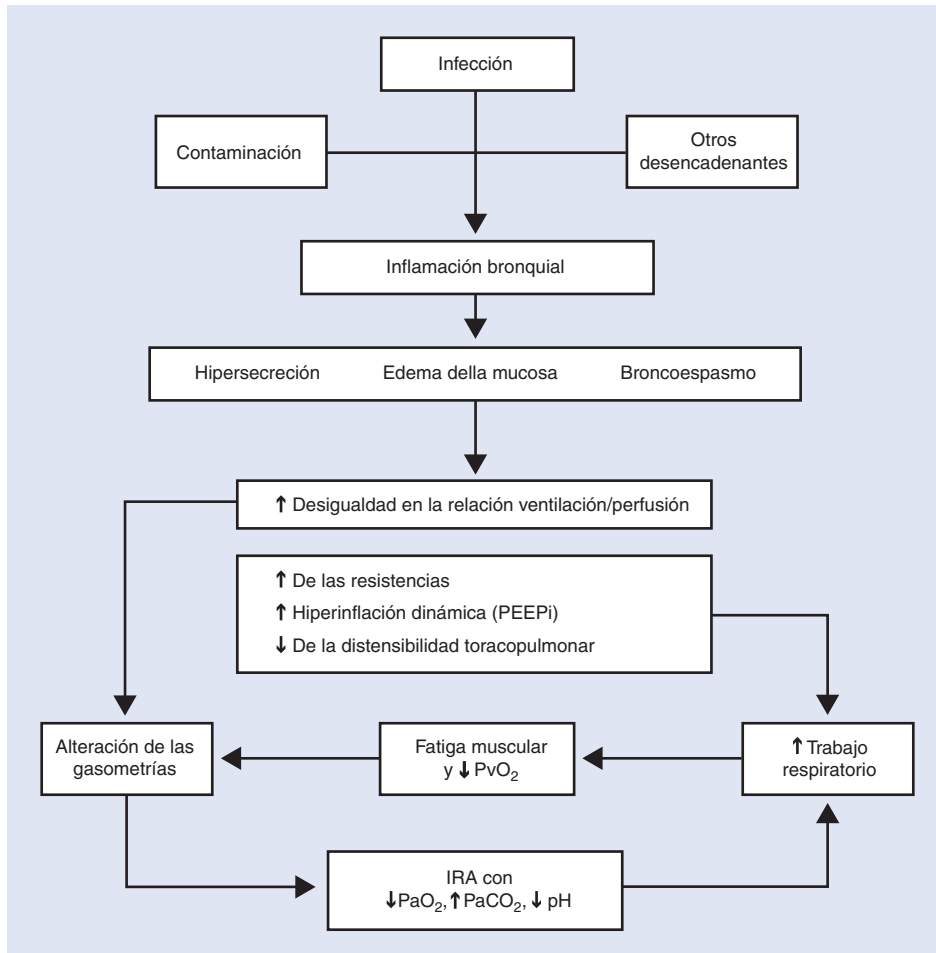 Infección
Contaminación
Otros
desencadenantes
Inflamación bronquial
Hipersecreción Edema della mucosa Broncoespasmo
↑ Desigualdad en la relación ventilación/perfusión
↑ De las resistencias
↑ Hiperinflación dinámica (PEEPi)
↓ De la distensibilidad toracopulmonar
Alteración de las
gasometrías
Fatiga muscular
y ↓ PvO₂
↑ Trabajo
respiratorio
IRA con
↓PaO₂, ↑PaCO₂, ↓ pH